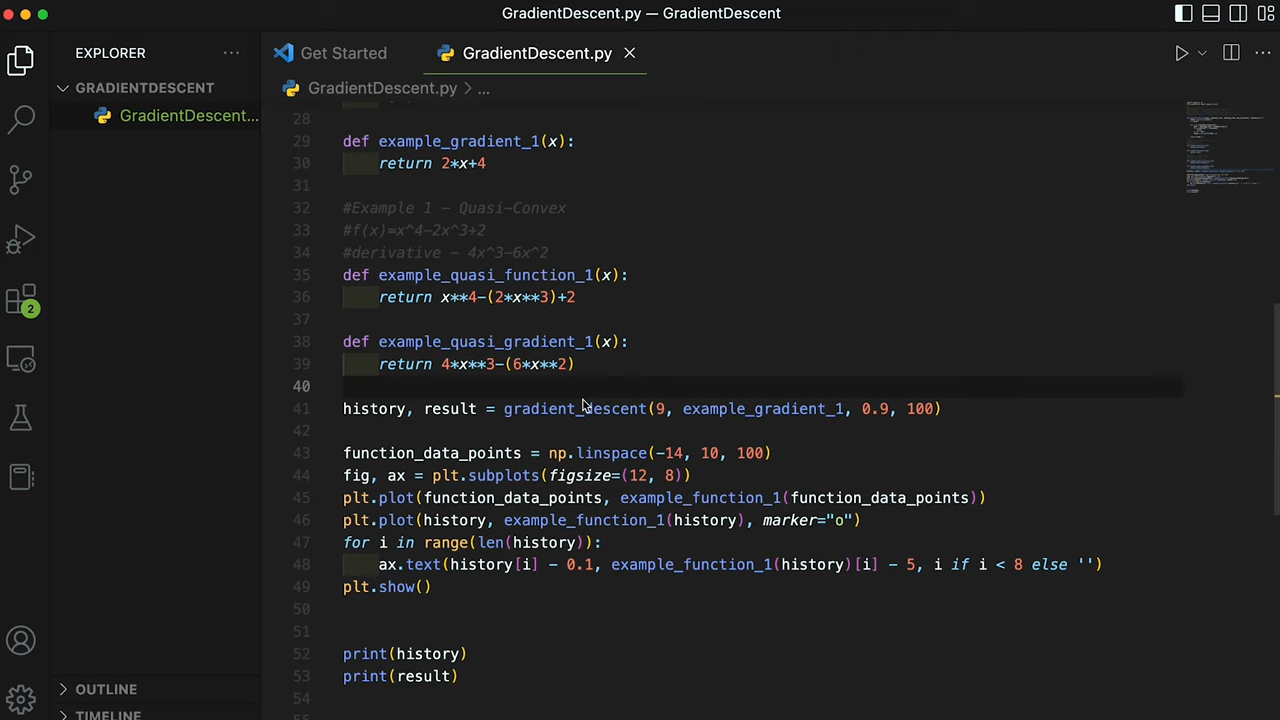 GradientDescent.py — GradientDescent
EXPLORER
Get Started
GradientDescent.py
GRADIENTDESCENT
GradientDescent.py > ...
GradientDescent...
28
29 def example_gradient_1(x):
30 return 2*x+4
31
32 #Example 1 - Quasi-Convex
33 #f(x)=x^4-2x^3+2
34 #derivative - 4x^3-6x^2
35 def example_quasi_function_1(x):
36 return x**4-(2*x**3)+2
37
38 def example_quasi_gradient_1(x):
39 return 4*x**3-(6*x**2)
40
41 history, result = gradient_descent(9, example_gradient_1, 0.9, 100)
42
43 function_data_points = np.linspace(-14, 10, 100)
44 fig, ax = plt.subplots(figsize=(12, 8))
45 plt.plot(function_data_points, example_function_1(function_data_points))
46 plt.plot(history, example_function_1(history), marker="o")
47 for i in range(len(history)):
48 ax.text(history[i] - 0.1, example_function_1(history)[i] - 5, i if i < 8 else '')
49 plt.show()
50
51
52 print(history)
53 print(result)
54
2
OUTLINE
TIMELINE